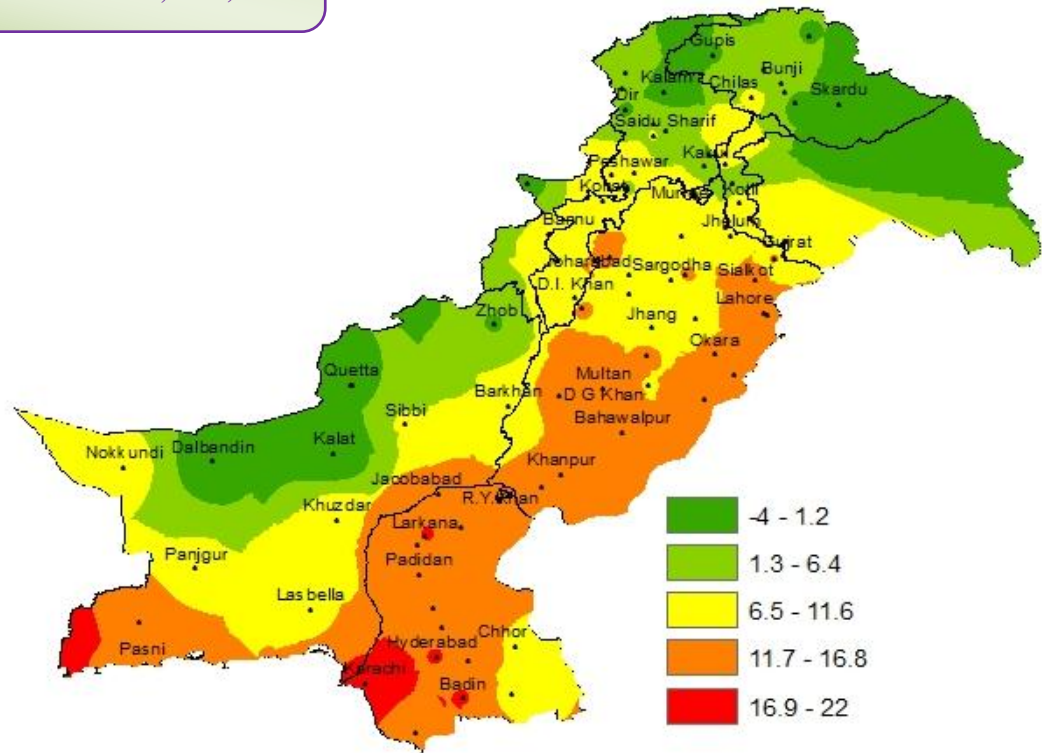 Gupis
Bunji
Kalam
Chilas
Skardu
Dir
Saidu Sharif
Peshawar
Kotli
Jhelum
Gujrat
Bannu
Sargodha
Sialkot
D.I. Khan
Lahore
Zhob
Jhang
Okara
Quetta
Multan
Barkhan
D G Khan
Sibbi
Bahawalpur
Nokkundi
Dalbandin
Kalat
Khanpur
Jacobabad
R.Y.Khan
Khuzdar
Larkana
-4 - 1.2
Panjgur
Padidan
1.3 - 6.4
Las bella
6.5 - 11.6
Pasni
Hyderabad
Chhor
11.7 - 16.8
Karachi
Badin
16.9 - 22